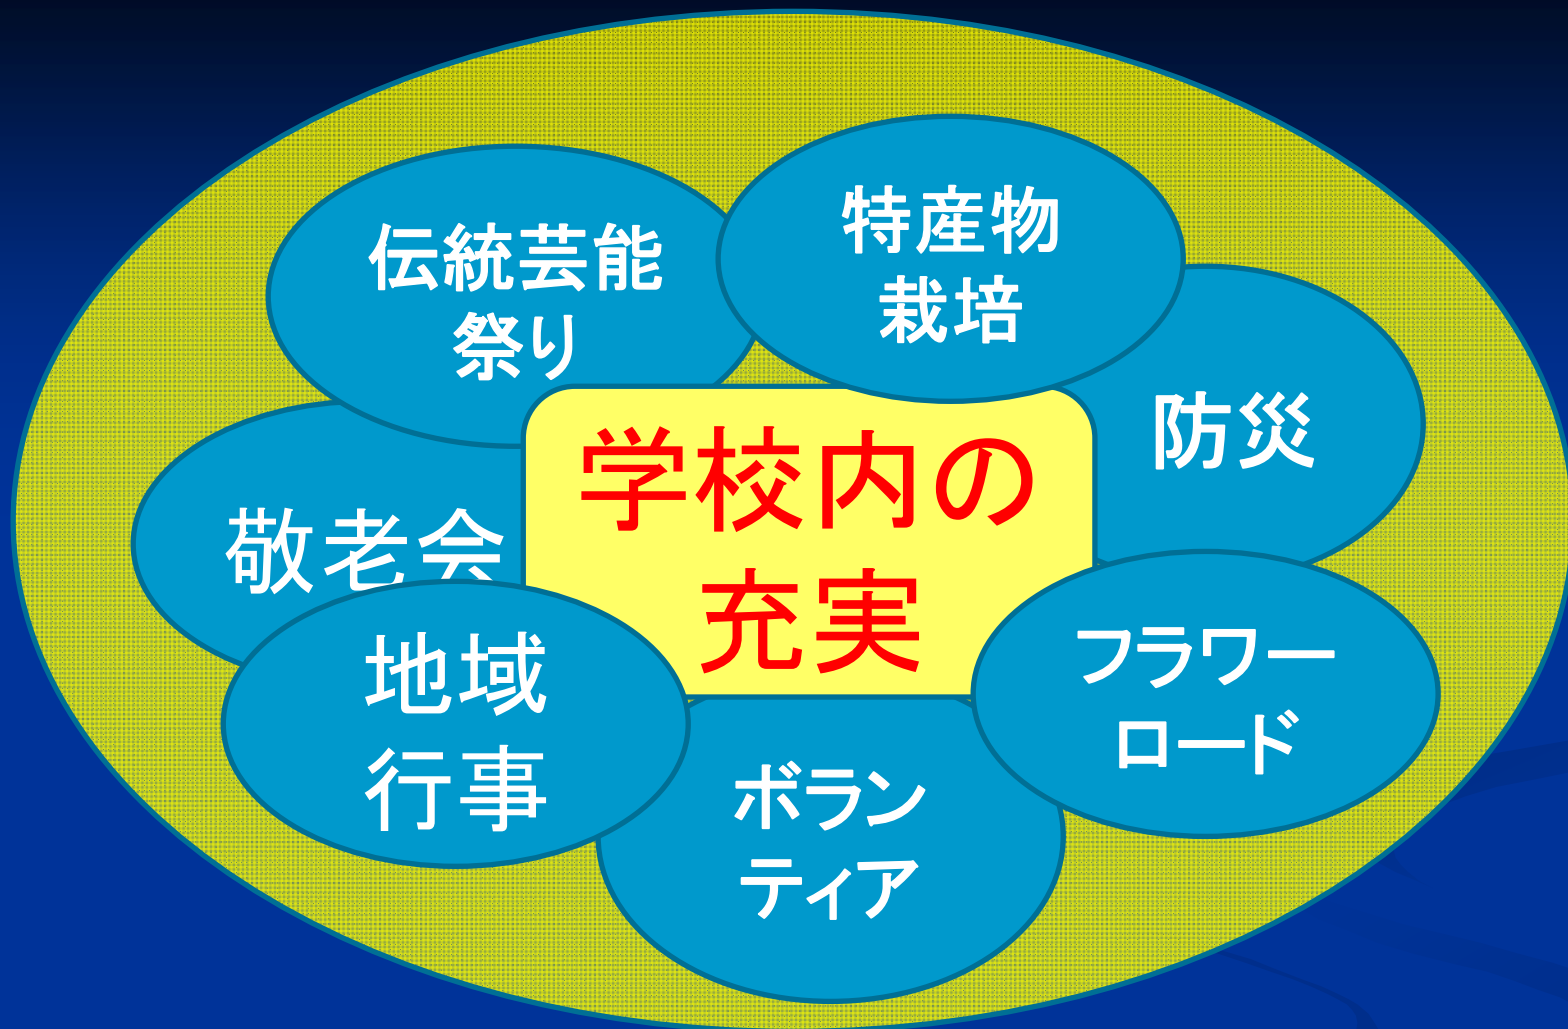 伝統芸能
祭り
特産物
栽培
防災
学校内の
充実
敬老会
地域
行事
フラワー
ロード
ボラン
ティア